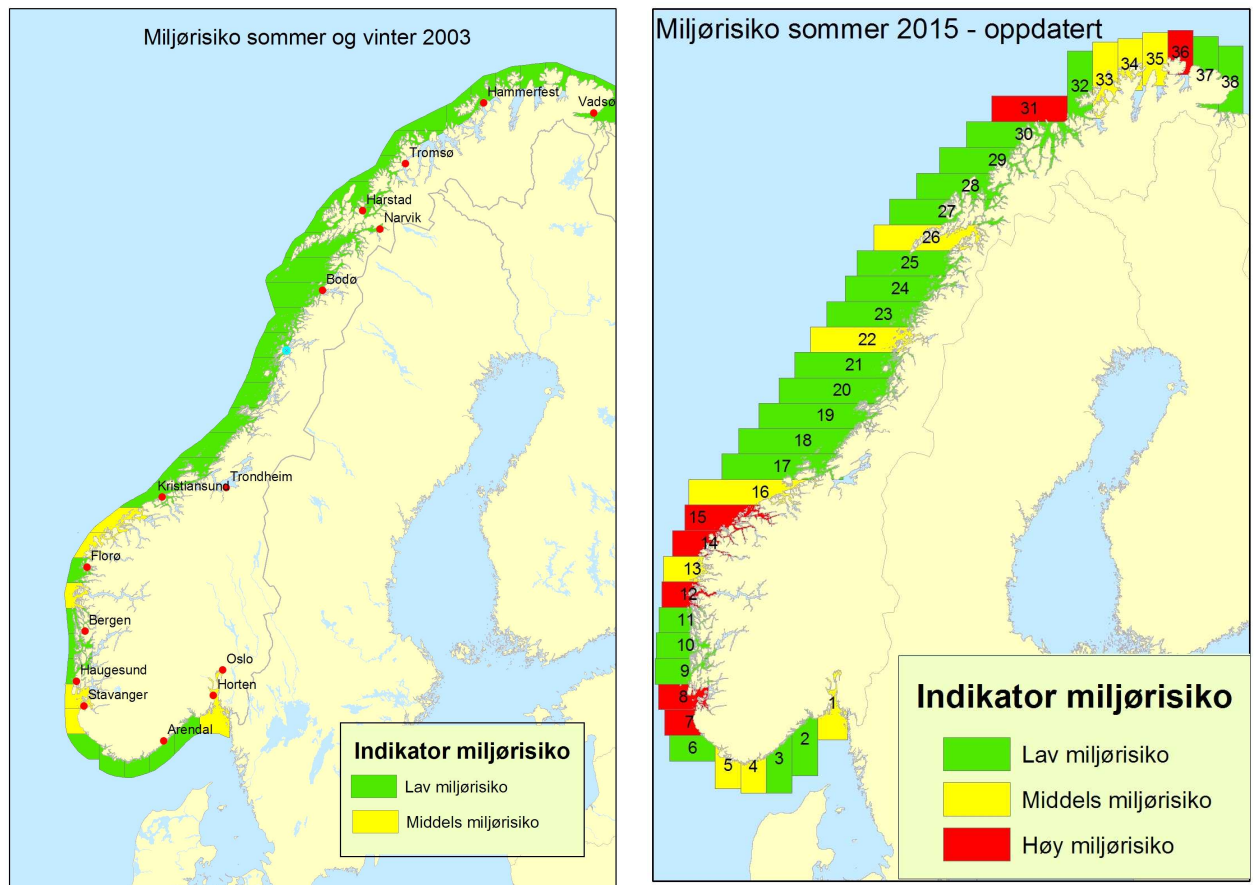 Miljørisiko sommer og vinter 2003
Hammerfest
Vadsø
Tromsø
Harstad
Narvik
Bodø
Trondheim
Kristiansund
Florø
Bergen
Oslo
Haugesund
Horten
Stavanger
Arendal
Indikator miljørisiko
Lav miljørisiko
Middels miljørisiko
Miljørisiko sommer 2015 - oppdatert
36
35
34
33
37
38
32
31
30
29
28
27
26
25
24
23
22
21
20
19
18
17
16
15
14
13
12
11
10
9
8
7
6
5
4
3
2
1
Indikator miljørisiko
Lav miljørisiko
Middels miljørisiko
Høy miljørisiko